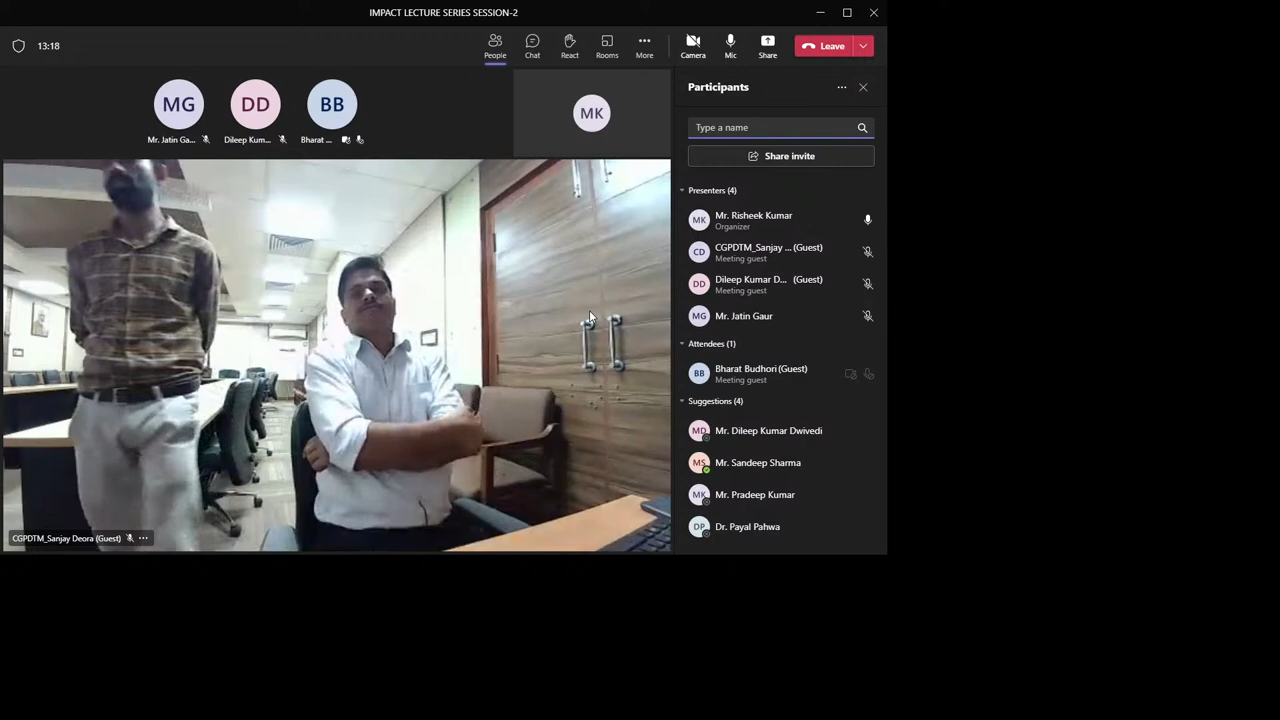 IMPACT LECTURE SERIES SESSION-2
13:18
People
Chat
React
Rooms
More
Camera
Mic
Share
Leave
MG
DD
BB
MK
Mr. Jatin Ga...
Dileep Kum...
Bharat ...
CGPDTM_Sanjay Deora (Guest)
Participants
Type a name
Share invite
Presenters (4)
MK
Mr. Risheek Kumar
Organizer
CD
CGPDTM_Sanjay ... (Guest)
Meeting guest
DD
Dileep Kumar D... (Guest)
Meeting guest
MG
Mr. Jatin Gaur
Attendees (1)
BB
Bharat Budhori (Guest)
Meeting guest
Suggestions (4)
MD
Mr. Dileep Kumar Dwivedi
MS
Mr. Sandeep Sharma
MK
Mr. Pradeep Kumar
DP
Dr. Payal Pahwa